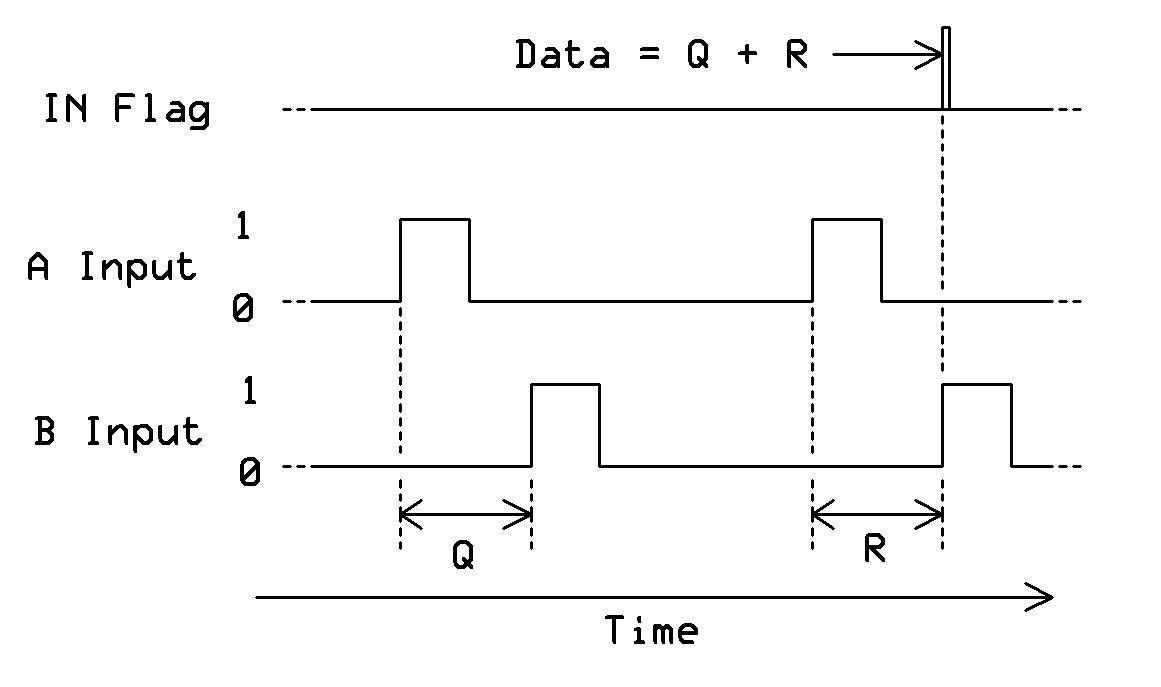 Data = Q + R
IN Flag
1
A Input
0
1
B Input
0
Q
R
Time